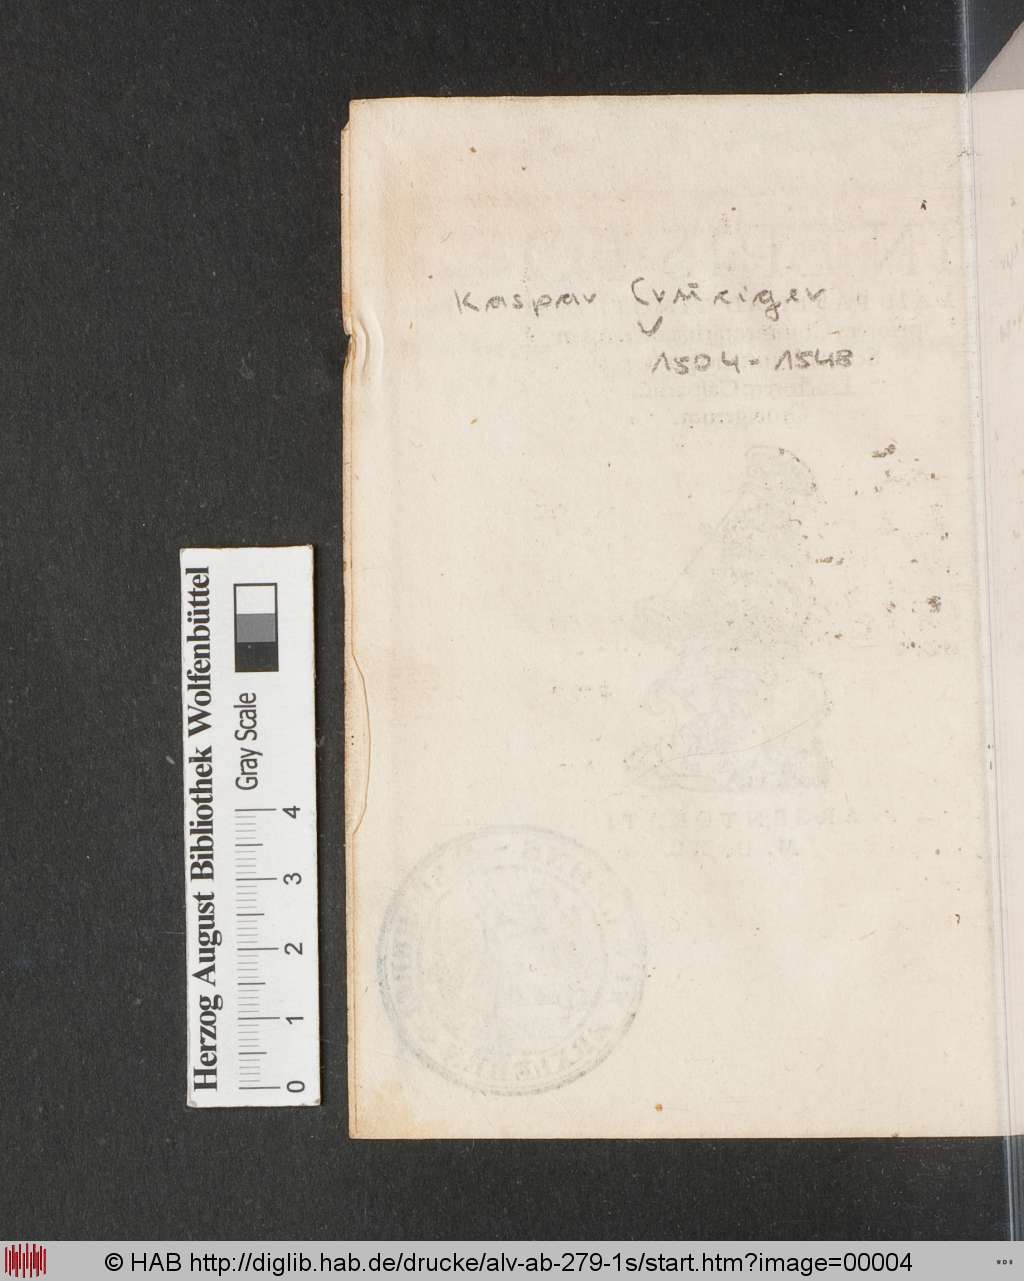 Kaspar Cruciger
1504-1548.
Herzog August Bibliothek Wolfenbüttel
Gray Scale
0 1 2 3 4
© HAB http://diglib.hab.de/drucke/alv-ab-279-1s/start.htm?image=00004